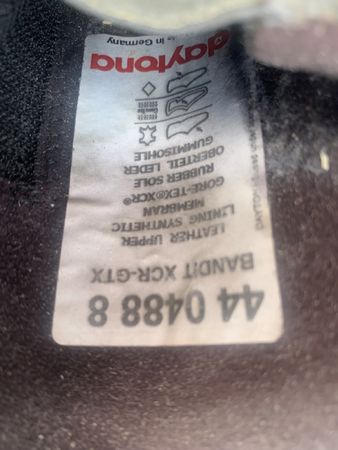 44 0488 8
BANDIT XCR-GTX
LEATHER UPPER
LINING SYNTHETIC
MEMBRAN
GORE-TEX®XCR®
RUBBER SOLE
OBERTEIL LEDER
GUMMISOHLE
daytona
in Germany
DAYTONA